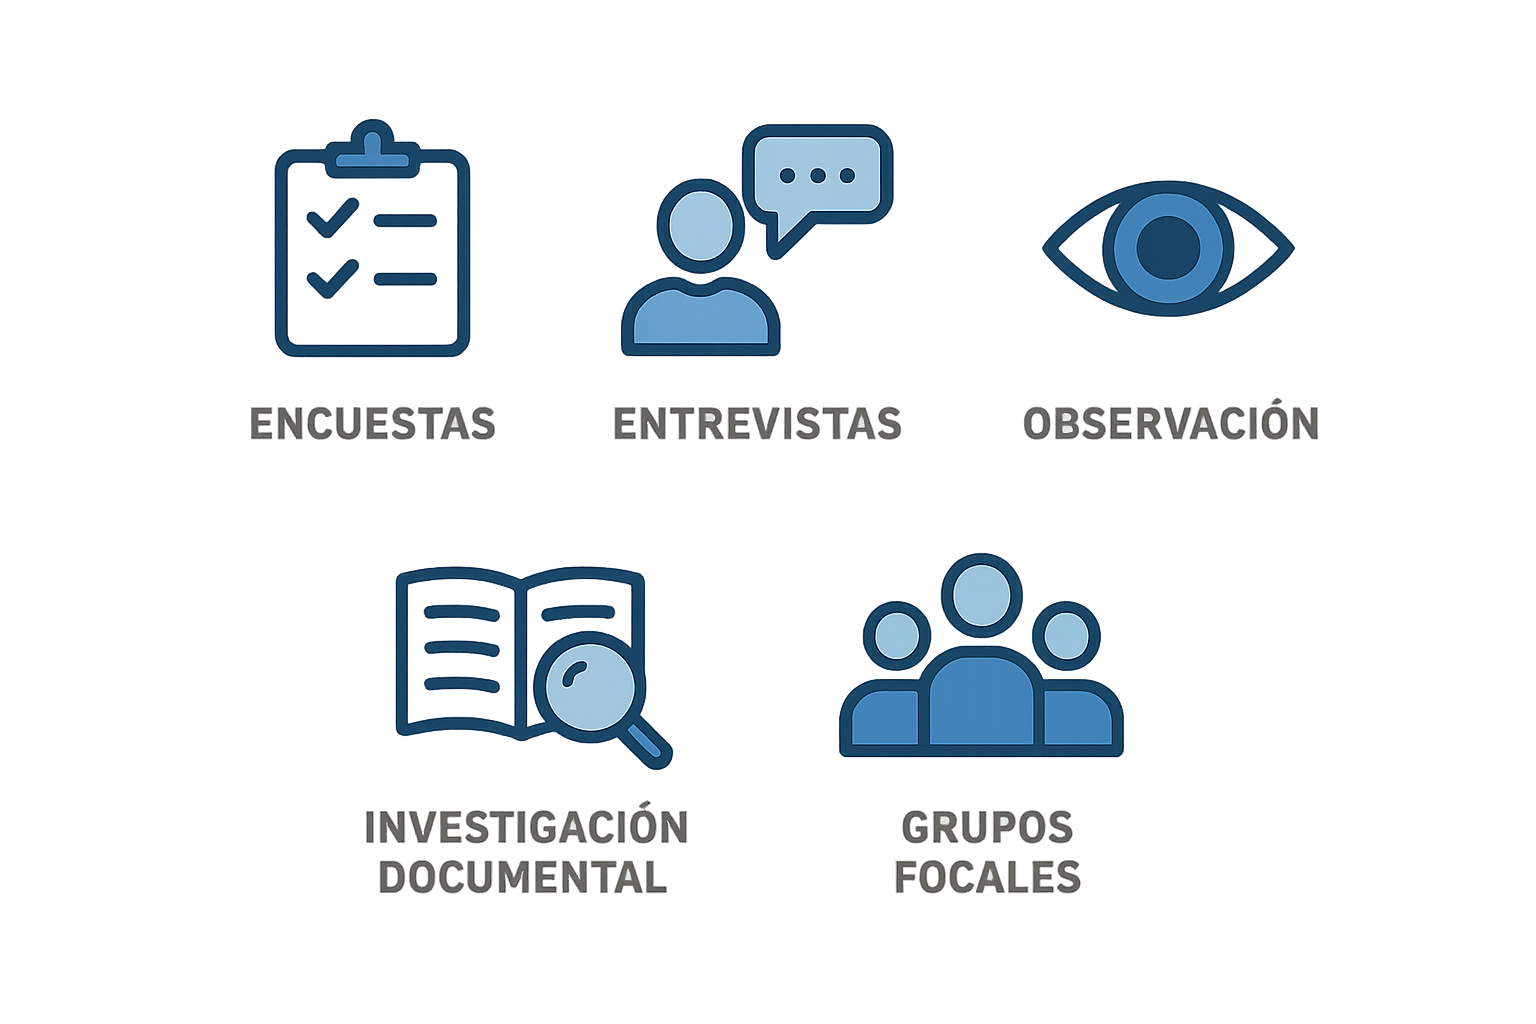 ENCUESTAS
ENTREVISTAS
OBSERVACIÓN
INVESTIGACIÓN
DOCUMENTAL
GRUPOS
FOCALES